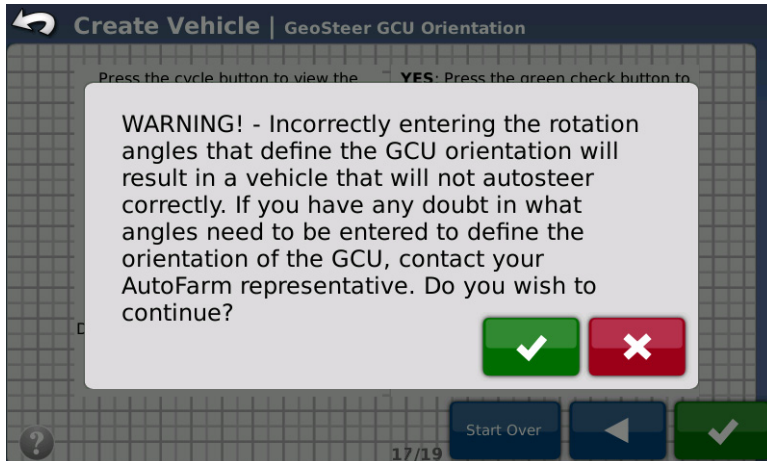 Create Vehicle | GeoSteer GCU Orientation
Press the cycle button to view the
YES: Press the green check button to
WARNING! - Incorrectly entering the rotation
angles that define the GCU orientation will
result in a vehicle that will not autosteer
correctly. If you have any doubt in what
angles need to be entered to define the
orientation of the GCU, contact your
AutoFarm representative. Do you wish to
continue?
Start Over
17/19
?